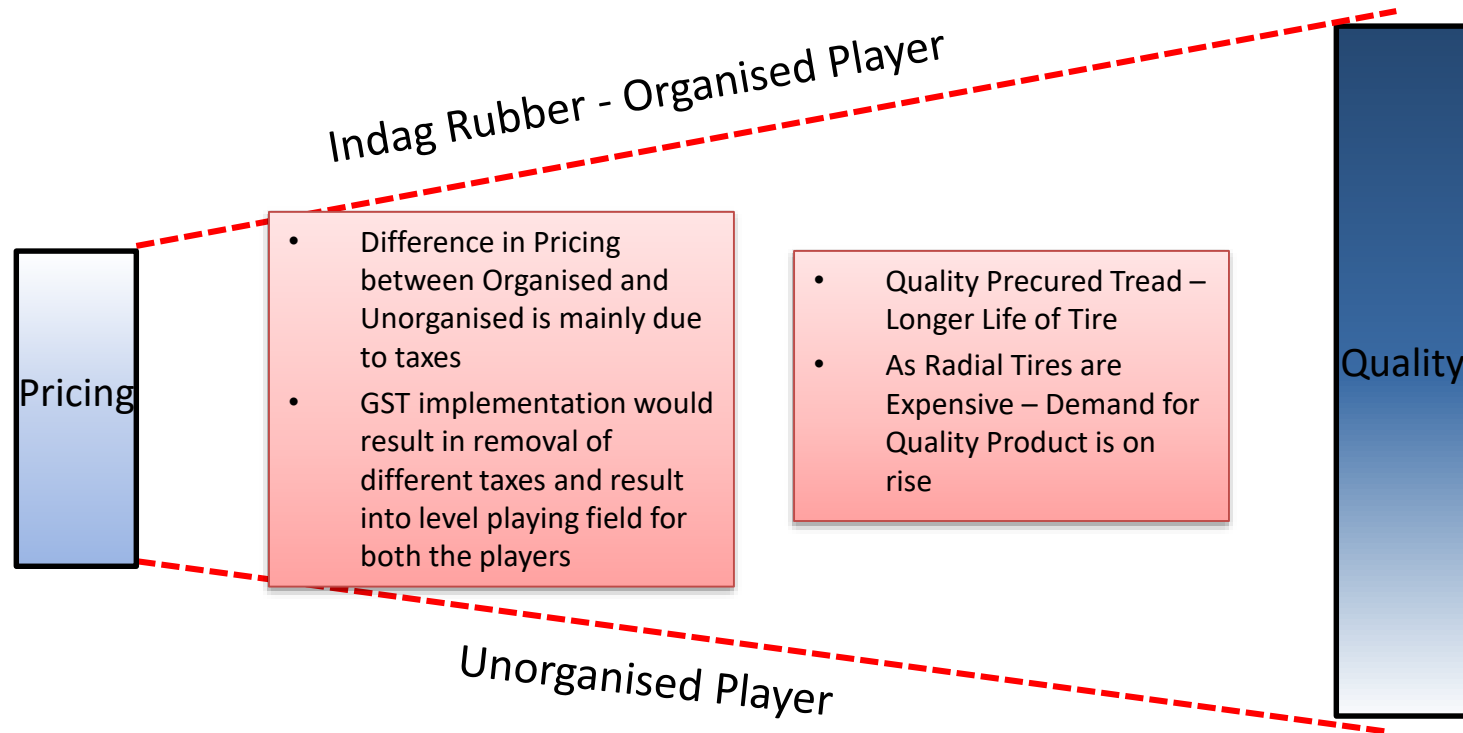 Indag Rubber - Organised Player
Pricing
• Difference in Pricing
between Organised and
Unorganised is mainly due
to taxes
• GST implementation would
result in removal of
different taxes and result
into level playing field for
both the players
• Quality Precured Tread –
Longer Life of Tire
• As Radial Tires are
Expensive – Demand for
Quality Product is on
rise
Quality
Unorganised Player